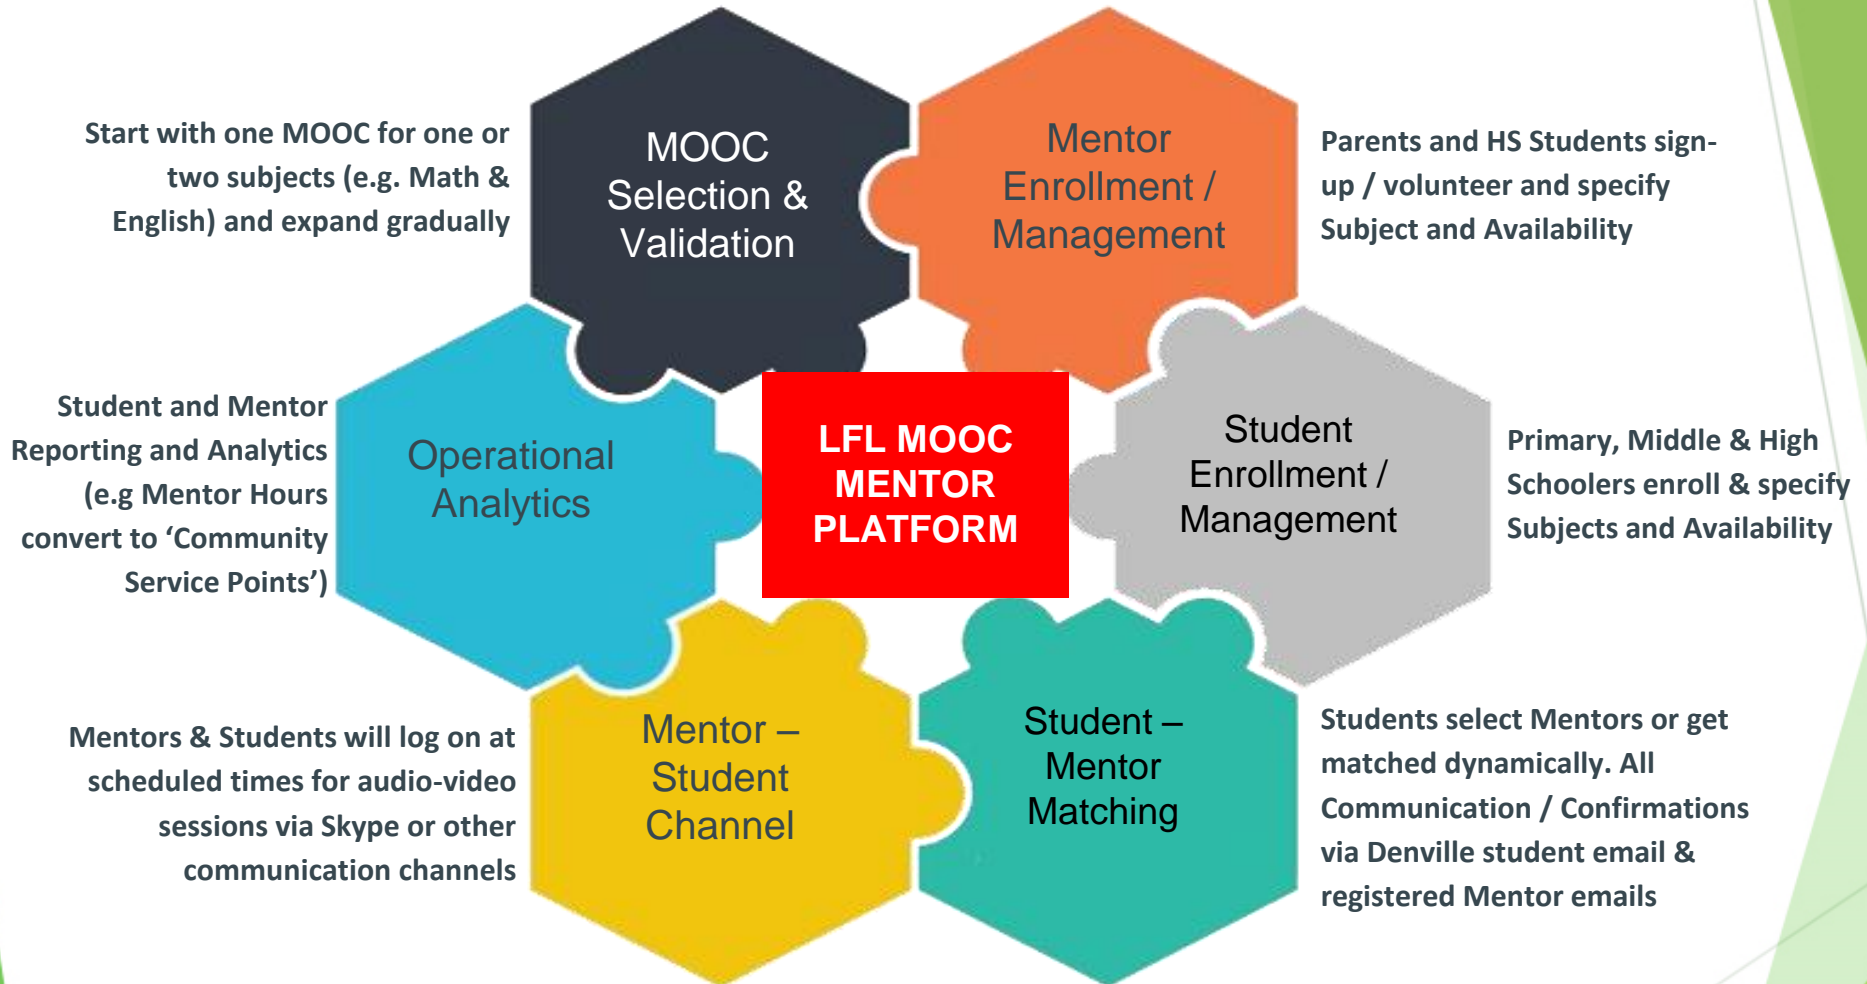 Start with one MOOC for one or
two subjects (e.g. Math &
English) and expand gradually
MOOC
Selection &
Validation
Mentor
Enrollment /
Management
Parents and HS Students sign-
up / volunteer and specify
Subject and Availability
Student and Mentor
Reporting and Analytics
(e.g Mentor Hours
convert to ‘Community
Service Points’)
Operational
Analytics
LFL MOOC
MENTOR
PLATFORM
Student
Enrollment /
Management
Primary, Middle & High
Schoolers enroll & specify
Subjects and Availability
Mentors & Students will log on at
scheduled times for audio-video
sessions via Skype or other
communication channels
Mentor –
Student
Channel
Student –
Mentor
Matching
Students select Mentors or get
matched dynamically. All
Communication / Confirmations
via Denville student email &
registered Mentor emails